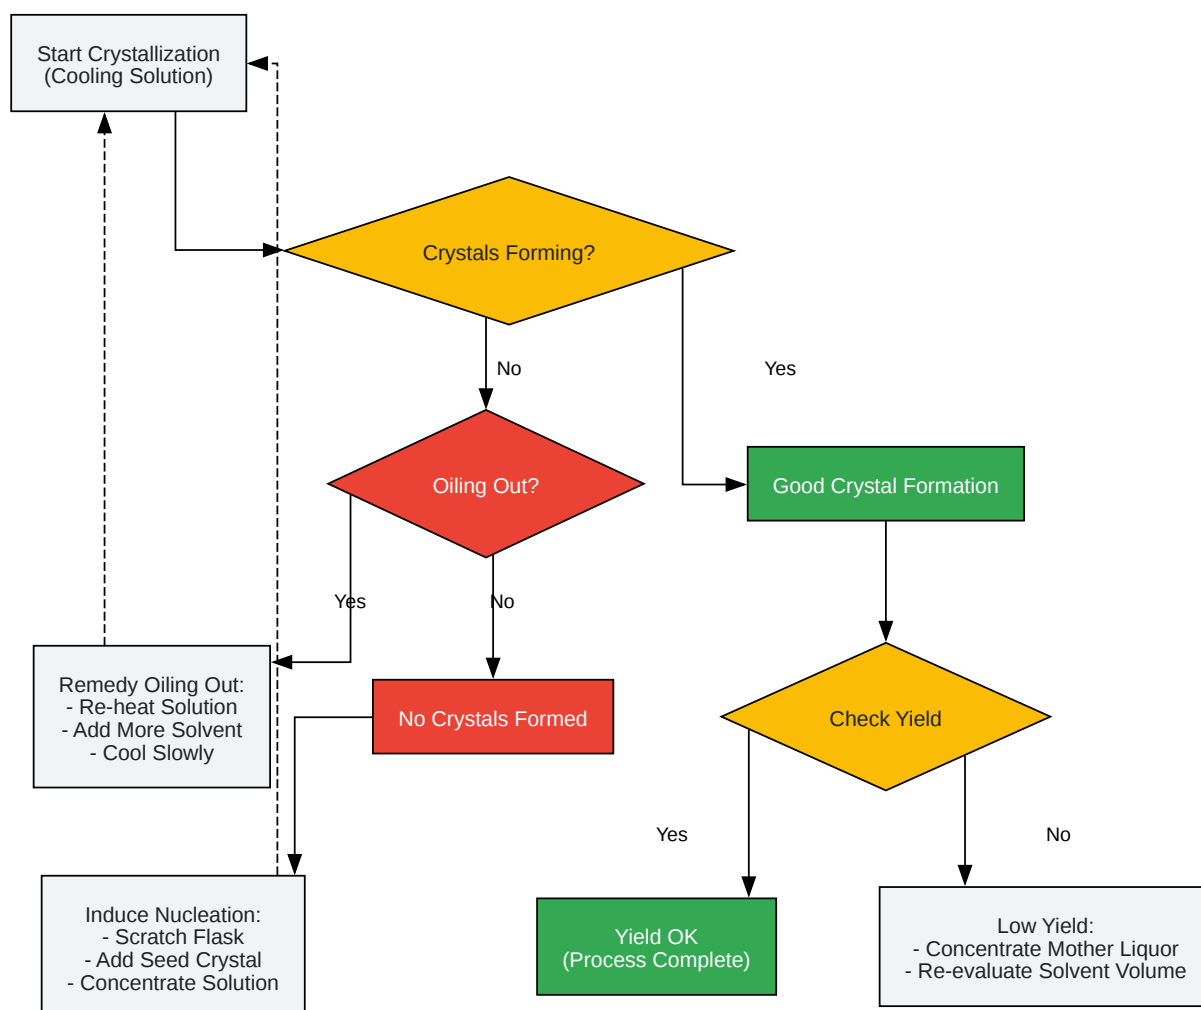 Start Crystallization
(Cooling Solution)
Crystals Forming?
No
Yes
Oiling Out?
Good Crystal Formation
Yes
No
Remedy Oiling Out:
- Re-heat Solution
- Add More Solvent
- Cool Slowly
No Crystals Formed
Check Yield
Yes
No
Induce Nucleation:
- Scratch Flask
- Add Seed Crystal
- Concentrate Solution
Yield OK
(Process Complete)
Low Yield:
- Concentrate Mother Liquor
- Re-evaluate Solvent Volume